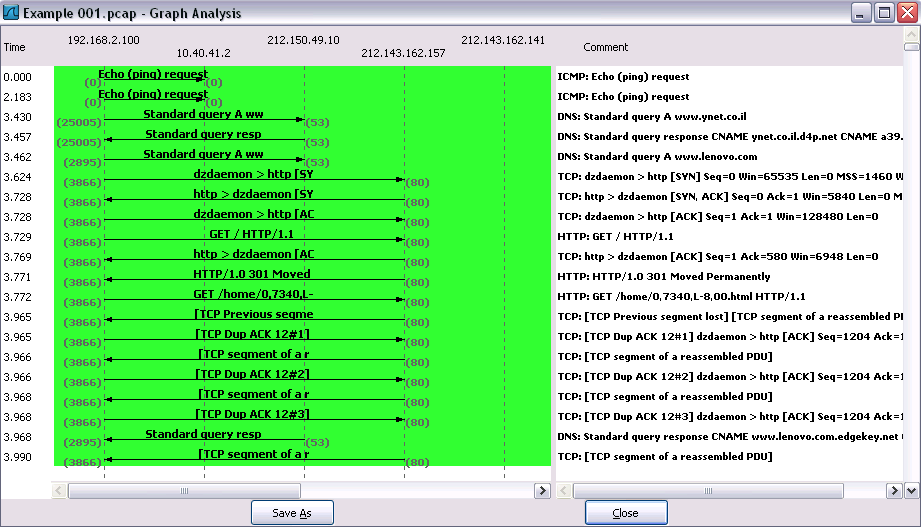 Example 001.pcap - Graph Analysis
Time 192.168.2.100 10.40.41.2 212.150.49.10 212.143.162.157 212.143.162.141 Comment
0.000 Echo (ping) request (0) (0) ICMP: Echo (ping) request
2.183 Echo (ping) request (0) (0) ICMP: Echo (ping) request
3.430 Standard query A ww (25005) (53) DNS: Standard query A www.ynet.co.il
3.457 Standard query resp (25005) (53) DNS: Standard query response CNAME ynet.co.il.d4p.net CNAME a39.
3.462 Standard query A ww (2895) (53) DNS: Standard query A www.lenovo.com
3.624 dzdaemon > http [SY (3866) (80) TCP: dzdaemon > http [SYN] Seq=0 Win=65535 Len=0 MSS=1460 W
3.728 http > dzdaemon [SY (3866) (80) TCP: http > dzdaemon [SYN, ACK] Seq=0 Ack=1 Win=5840 Len=0 M
3.728 dzdaemon > http [AC (3866) (80) TCP: dzdaemon > http [ACK] Seq=1 Ack=1 Win=128480 Len=0
3.729 GET / HTTP/1.1 (3866) (80) HTTP: GET / HTTP/1.1
3.769 http > dzdaemon [AC (3866) (80) TCP: http > dzdaemon [ACK] Seq=1 Ack=580 Win=6948 Len=0
3.771 HTTP/1.0 301 Moved (3866) (80) HTTP: HTTP/1.0 301 Moved Permanently
3.772 GET /home/0,7340,L- (3866) (80) HTTP: GET /home/0,7340,L-8,00.html HTTP/1.1
3.965 [TCP Previous segme (3866) (80) TCP: [TCP Previous segment lost] [TCP segment of a reassembled PI
3.965 [TCP Dup ACK 12#1] (3866) (80) TCP: [TCP Dup ACK 12#1] dzdaemon > http [ACK] Seq=1204 Ack=1
3.966 [TCP segment of a r (3866) (80) TCP: [TCP segment of a reassembled PDU]
3.966 [TCP Dup ACK 12#2] (3866) (80) TCP: [TCP Dup ACK 12#2] dzdaemon > http [ACK] Seq=1204 Ack=1
3.968 [TCP segment of a r (3866) (80) TCP: [TCP segment of a reassembled PDU]
3.968 [TCP Dup ACK 12#3] (3866) (80) TCP: [TCP Dup ACK 12#3] dzdaemon > http [ACK] Seq=1204 Ack=1
3.968 Standard query resp (2895) (53) DNS: Standard query response CNAME www.lenovo.com.edgekey.net
3.990 [TCP segment of a r (3866) (80) TCP: [TCP segment of a reassembled PDU]
Save As Close